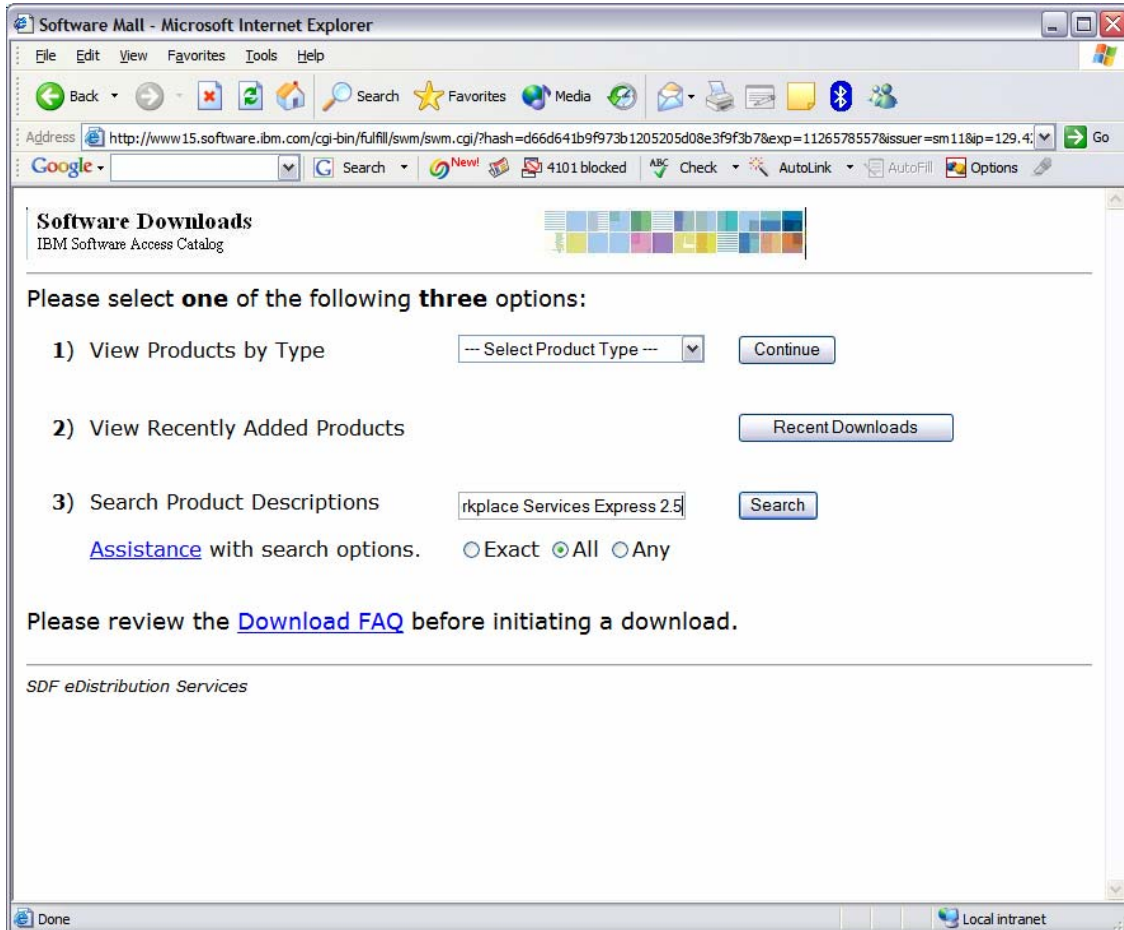 Software Mall - Microsoft Internet Explorer
File Edit View Favorites Tools Help
Back Search Favorites Media
Address http://www15.software.ibm.com/cgi-bin/fulfill/swm/swm.cgi/?hash=d66d641b9f973b1205205d08e3f9f3b7&exp=1126578557&issuer=sm11&ip=129.42 Go
Google Search New! 4101 blocked ABC Check AutoLink AutoFill Options
Software Downloads
IBM Software Access Catalog
Please select one of the following three options:
1) View Products by Type --- Select Product Type --- Continue
2) View Recently Added Products Recent Downloads
3) Search Product Descriptions rkplace Services Express 2.5 Search
Assistance with search options. Exact All Any
Please review the Download FAQ before initiating a download.
SDF eDistribution Services
Done Local intranet